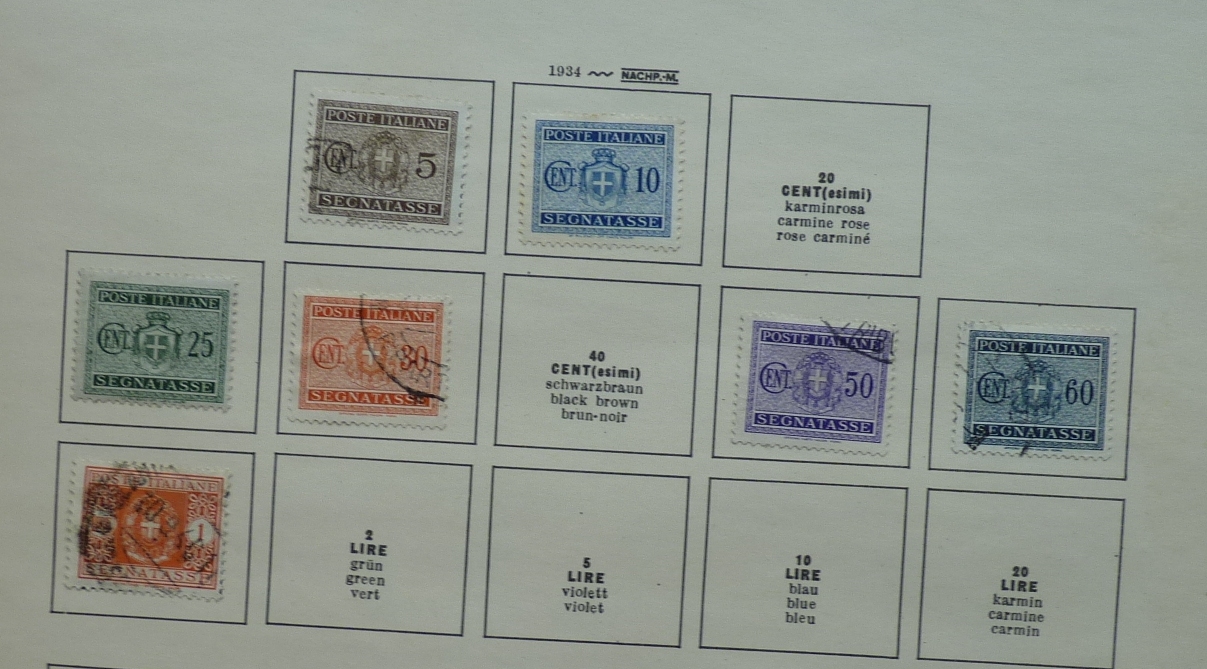 1934 NACHP.-M.
POSTE ITALIANE
CENT. 5
SEGNATASSE
POSTE ITALIANE
CENT. 10
SEGNATASSE
20
CENT(esimi)
karminrosa
carmine rose
rose carminé
POSTE ITALIANE
CENT. 25
SEGNATASSE
POSTE ITALIANE
CENT. 30
SEGNATASSE
40
CENT(esimi)
schwarzbraun
black brown
brun-noir
POSTE ITALIANE
CENT. 50
SEGNATASSE
POSTE ITALIANE
CENT. 60
SEGNATASSE
POSTE ITALIANE
1
SEGNATASSE
2
LIRE
grün
green
vert
5
LIRE
violett
violet
10
LIRE
blau
blue
bleu
20
LIRE
karmin
carmine
carmin